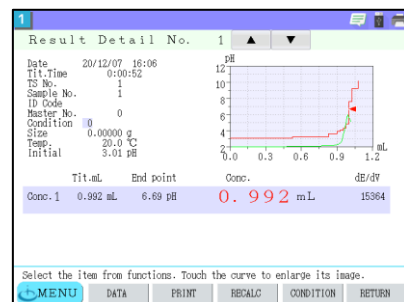 1
Result Detail No. 1 ▲ ▼
Date 20/12/07 16:06
Tit.Time 0:00:52
TS No. 1
Sample No. 1
ID Code
Master No. 0
Condition 0
Size 0.00000 g
Temp. 20.0 ℃
Initial 3.01 pH
pH
12
10
8
6
4
2
0.0 0.3 0.6 0.9 1.2 mL
Tit.mL End point Conc. dE/dV
Conc.1 0.992 mL 6.69 pH 0.992 mL 15364
Select the item from functions. Touch the curve to enlarge its image.
MENU DATA PRINT RECALC CONDITION RETURN